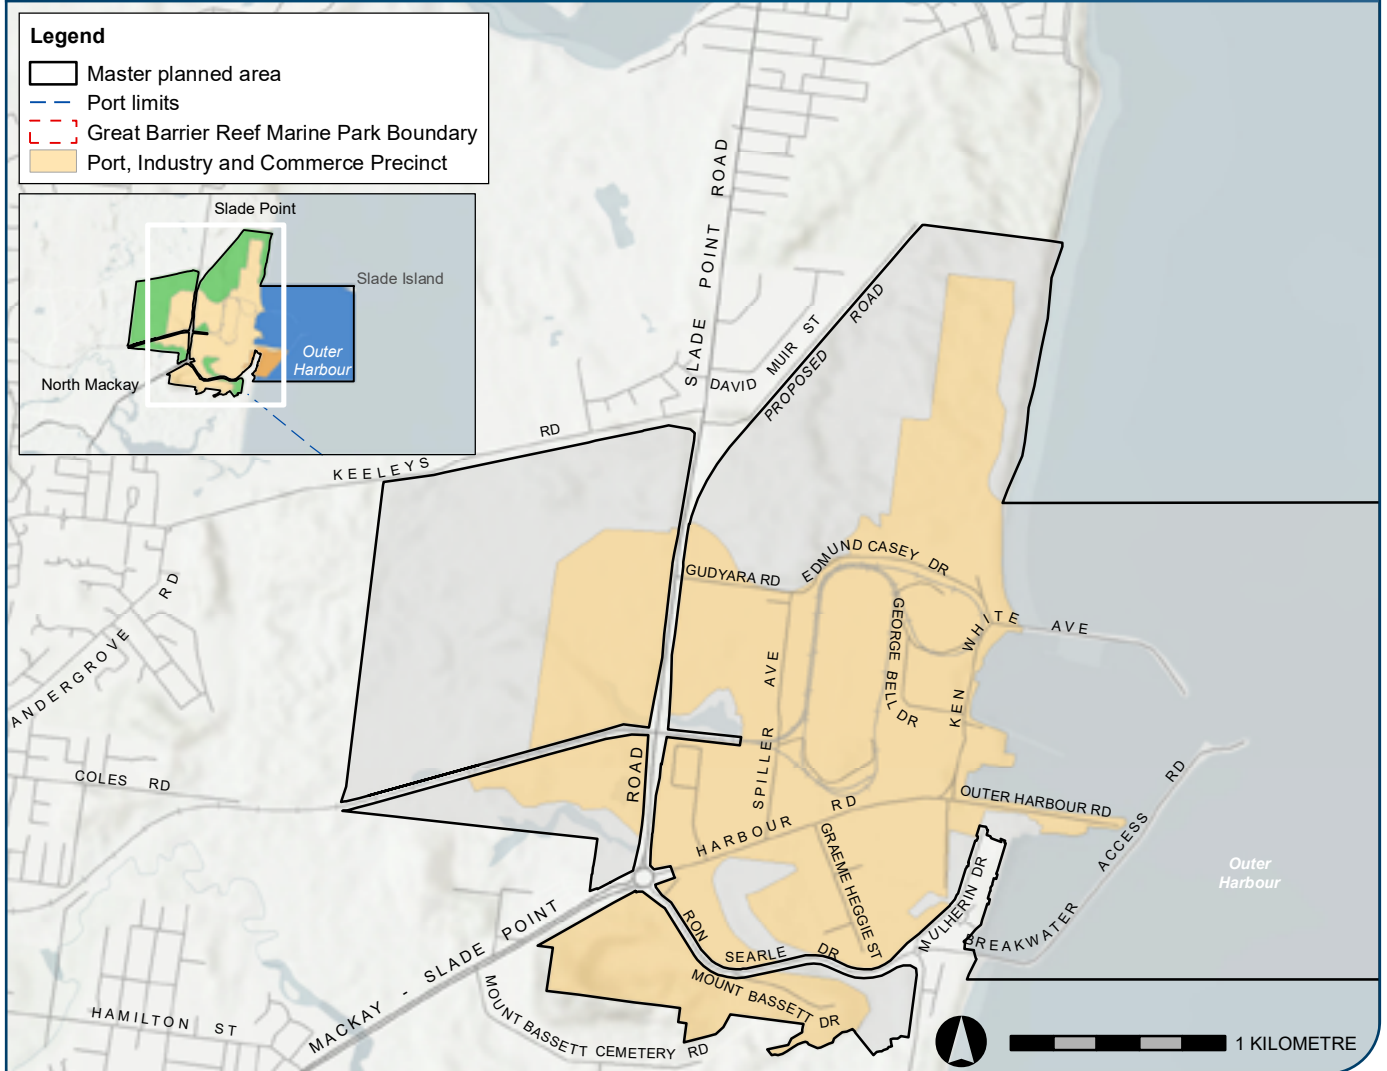 Legend
Master planned area
Port limits
Great Barrier Reef Marine Park Boundary
Port, Industry and Commerce Precinct
Slade Point
Slade Island
Outer
Harbour
North Mackay
SLADE POINT ROAD
PROPOSED ROAD
DAVID MUIR ST
KEELEYS RD
ANDERGROVE RD
GUDYARA RD
EDMUND CASEY DR
GEORGE BELL DR
KEN WHITE AVE
SPILLER AVE
COLES RD
ROAD
HARBOUR RD
OUTER HARBOUR RD
GRAEME HEGGIE ST
BREAKWATER ACCESS RD
MULHERIN DR
Outer
Harbour
RON SEARLE DR
MACKAY - SLADE POINT
MOUNT BASSETT DR
MOUNT BASSETT CEMETERY RD
HAMILTON ST
1 KILOMETRE